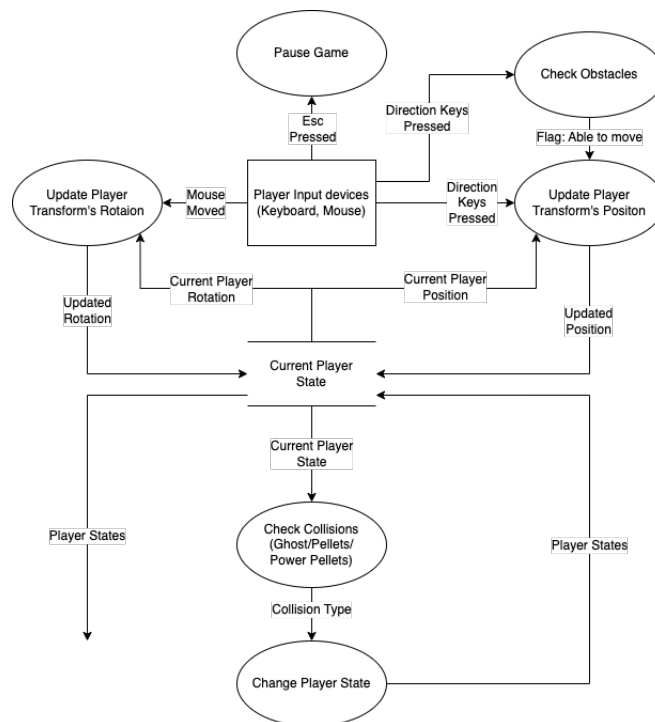 Pause Game
Check Obstacles
Direction Keys
Pressed
Esc
Pressed
Flag: Able to move
Update Player
Transform's Rotaion
Mouse
Moved
Player Input devices
(Keyboard, Mouse)
Direction
Keys
Pressed
Update Player
Transform's Positon
Current Player
Rotation
Current Player
Position
Updated
Rotation
Updated
Position
Current Player
State
Current Player
State
Player States
Check Collisions
(Ghost/Pellets/
Power Pellets)
Player States
Collision Type
Change Player State